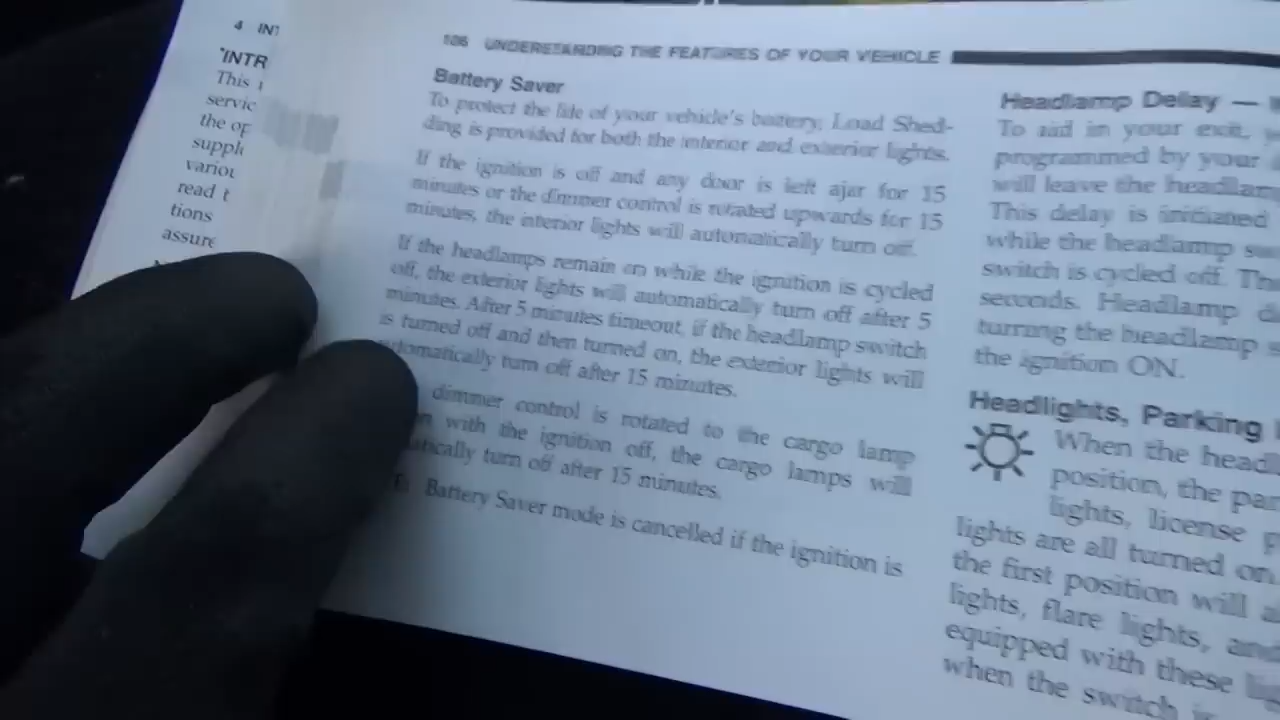 4 INT
"INTR
This
servic
the op
suppl
variou
read t
tions
assure
106 UNDERSTANDING THE FEATURES OF YOUR VEHICLE
Battery Saver
To protect the life of your vehicle's battery, Load Shed-
ding is provided for both the interior and exterior lights.
If the ignition is off and any door is left ajar for 15
minutes or the dimmer control is rotated upwards for 15
minutes, the interior lights will automatically turn off.
If the headlamps remain on while the ignition is cycled
off, the exterior lights will automatically turn off after 5
minutes. After 5 minutes timeout, if the headlamp switch
is turned off and then turned on, the exterior lights will
automatically turn off after 15 minutes.
dimmer control is rotated to the cargo lamp
n with the ignition off, the cargo lamps will
atically turn off after 15 minutes.
E: Battery Saver mode is cancelled if the ignition is
Headlamp Delay —
To aid in your exit,
programmed by your
will leave the headlam
This delay is initiated
while the headlamp sw
switch is cycled off. Th
seconds. Headlamp d
turning the headlamp s
the ignition ON.
Headlights, Parking
When the headl
position, the par
lights, license p
lights are all turned on.
the first position will a
lights, flare lights, and
equipped with these lig
when the switch i